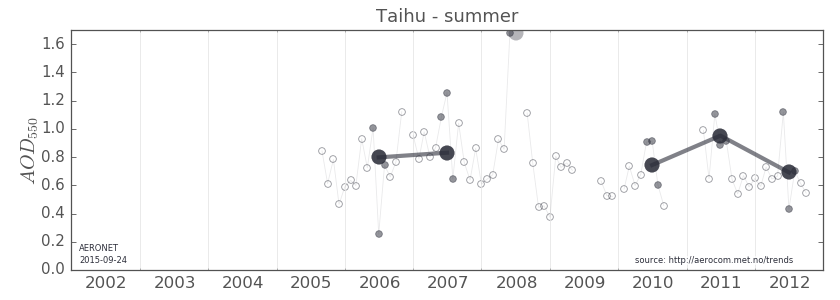 Taihu - summer
AOD550
1.6
1.4
1.2
1.0
0.8
0.6
0.4
0.2
0.0
AERONET
2015-09-24
source: http://aerocom.met.no/trends
2002 2003 2004 2005 2006 2007 2008 2009 2010 2011 2012